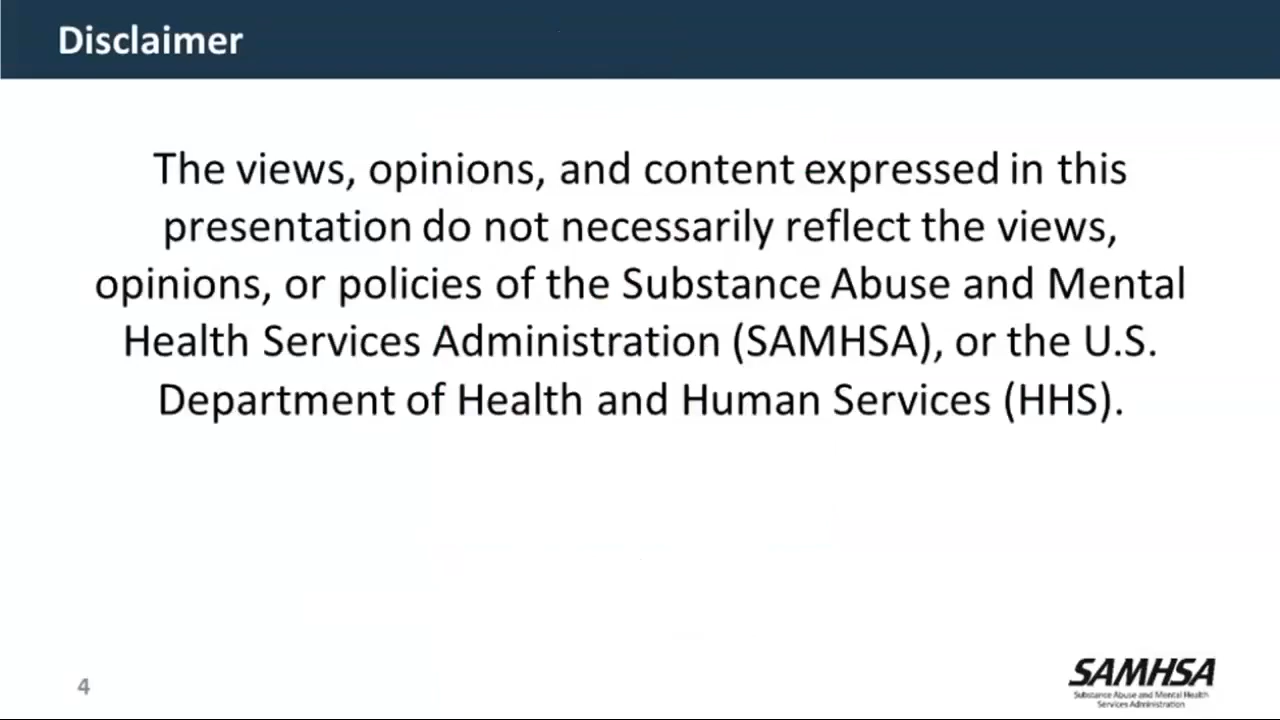 Disclaimer
The views, opinions, and content expressed in this
presentation do not necessarily reflect the views,
opinions, or policies of the Substance Abuse and Mental
Health Services Administration (SAMHSA), or the U.S.
Department of Health and Human Services (HHS).
4
SAMHSA
Substance Abuse and Mental Health
Services Administration